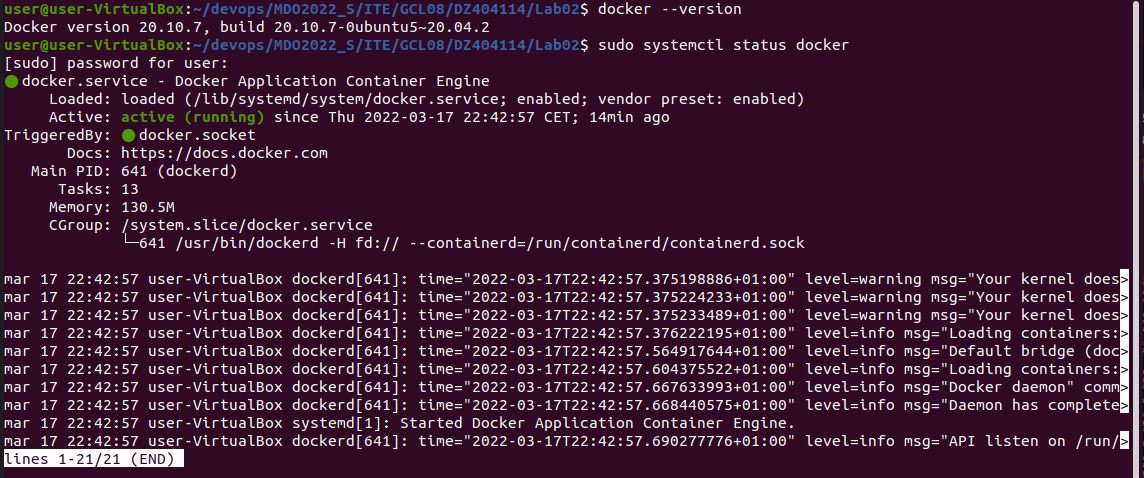 user@user-VirtualBox:~/devops/MDO2022_S/ITE/GCL08/DZ404114/Lab02$ docker --version
Docker version 20.10.7, build 20.10.7-0ubuntu5~20.04.2
user@user-VirtualBox:~/devops/MDO2022_S/ITE/GCL08/DZ404114/Lab02$ sudo systemctl status docker
[sudo] password for user:
● docker.service - Docker Application Container Engine
     Loaded: loaded (/lib/systemd/system/docker.service; enabled; vendor preset: enabled)
     Active: active (running) since Thu 2022-03-17 22:42:57 CET; 14min ago
TriggeredBy: ● docker.socket
       Docs: https://docs.docker.com
   Main PID: 641 (dockerd)
      Tasks: 13
     Memory: 130.5M
     CGroup: /system.slice/docker.service
             └─641 /usr/bin/dockerd -H fd:// --containerd=/run/containerd/containerd.sock
mar 17 22:42:57 user-VirtualBox dockerd[641]: time="2022-03-17T22:42:57.375198886+01:00" level=warning msg="Your kernel does>
mar 17 22:42:57 user-VirtualBox dockerd[641]: time="2022-03-17T22:42:57.375224233+01:00" level=warning msg="Your kernel does>
mar 17 22:42:57 user-VirtualBox dockerd[641]: time="2022-03-17T22:42:57.375233489+01:00" level=warning msg="Your kernel does>
mar 17 22:42:57 user-VirtualBox dockerd[641]: time="2022-03-17T22:42:57.376222195+01:00" level=info msg="Loading containers:>
mar 17 22:42:57 user-VirtualBox dockerd[641]: time="2022-03-17T22:42:57.564917644+01:00" level=info msg="Default bridge (doc>
mar 17 22:42:57 user-VirtualBox dockerd[641]: time="2022-03-17T22:42:57.604375522+01:00" level=info msg="Loading containers:>
mar 17 22:42:57 user-VirtualBox dockerd[641]: time="2022-03-17T22:42:57.667633993+01:00" level=info msg="Docker daemon" comm>
mar 17 22:42:57 user-VirtualBox dockerd[641]: time="2022-03-17T22:42:57.668440575+01:00" level=info msg="Daemon has complete>
mar 17 22:42:57 user-VirtualBox systemd[1]: Started Docker Application Container Engine.
mar 17 22:42:57 user-VirtualBox dockerd[641]: time="2022-03-17T22:42:57.690277776+01:00" level=info msg="API listen on /run/>
lines 1-21/21 (END)